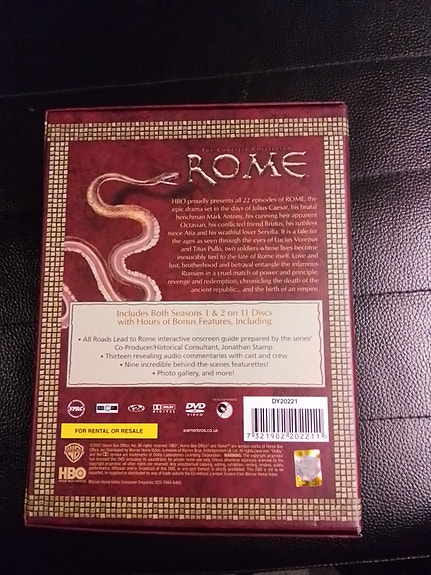 THE COMPLETE COLLECTION
ROME
HBO proudly presents all 22 episodes of ROME, the
epic drama set in the days of Julius Caesar, his brutal
henchman Mark Antony, his cunning heir apparent
Octavian, his conflicted friend Brutus, his ruthless
niece Atia and his wrathful lover Servilia. It is a tale for
the ages as seen through the eyes of Lucius Vorenus
and Titus Pullo, two soldiers whose lives become
inexorably tied to the fate of Rome itself. Love and
lust, brotherhood and betrayal entangle the infamous
Romans in a cruel match of power and principle,
revenge and redemption, chronicling the death of the
ancient republic... and the birth of an empire.
Includes Both Seasons 1 & 2 on 11 Discs
with Hours of Bonus Features, Including
• All Roads Lead to Rome interactive onscreen guide prepared by the series'
Co-Producer/Historical Consultant, Jonathan Stamp.
• Thirteen revealing audio commentaries with cast and crew.
• Nine incredible behind-the-scenes featurettes!
• Photo gallery, and more!
DVD
VIDEO
DY20221
FOR RENTAL OR RESALE
warnerbros.co.uk
7 321902 202211
HBO